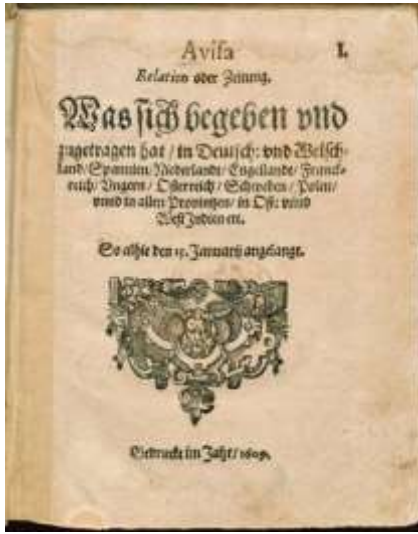 Avisa I.
Relation oder Zeitung.
Was sich begeben vnd
zugetragen hat / in Deutsch: vnd Welsch-
land / Spannien / Niederlandt / Engellandt / Franck-
reich / Vngern / Osterreich / Schweden / Polen /
vnnd in allen Provintzen / in Ost: vnnd
West Indien etc.
So alhie den 15. Januarij angelangt.
Gedruckt im Jahr / 1609.